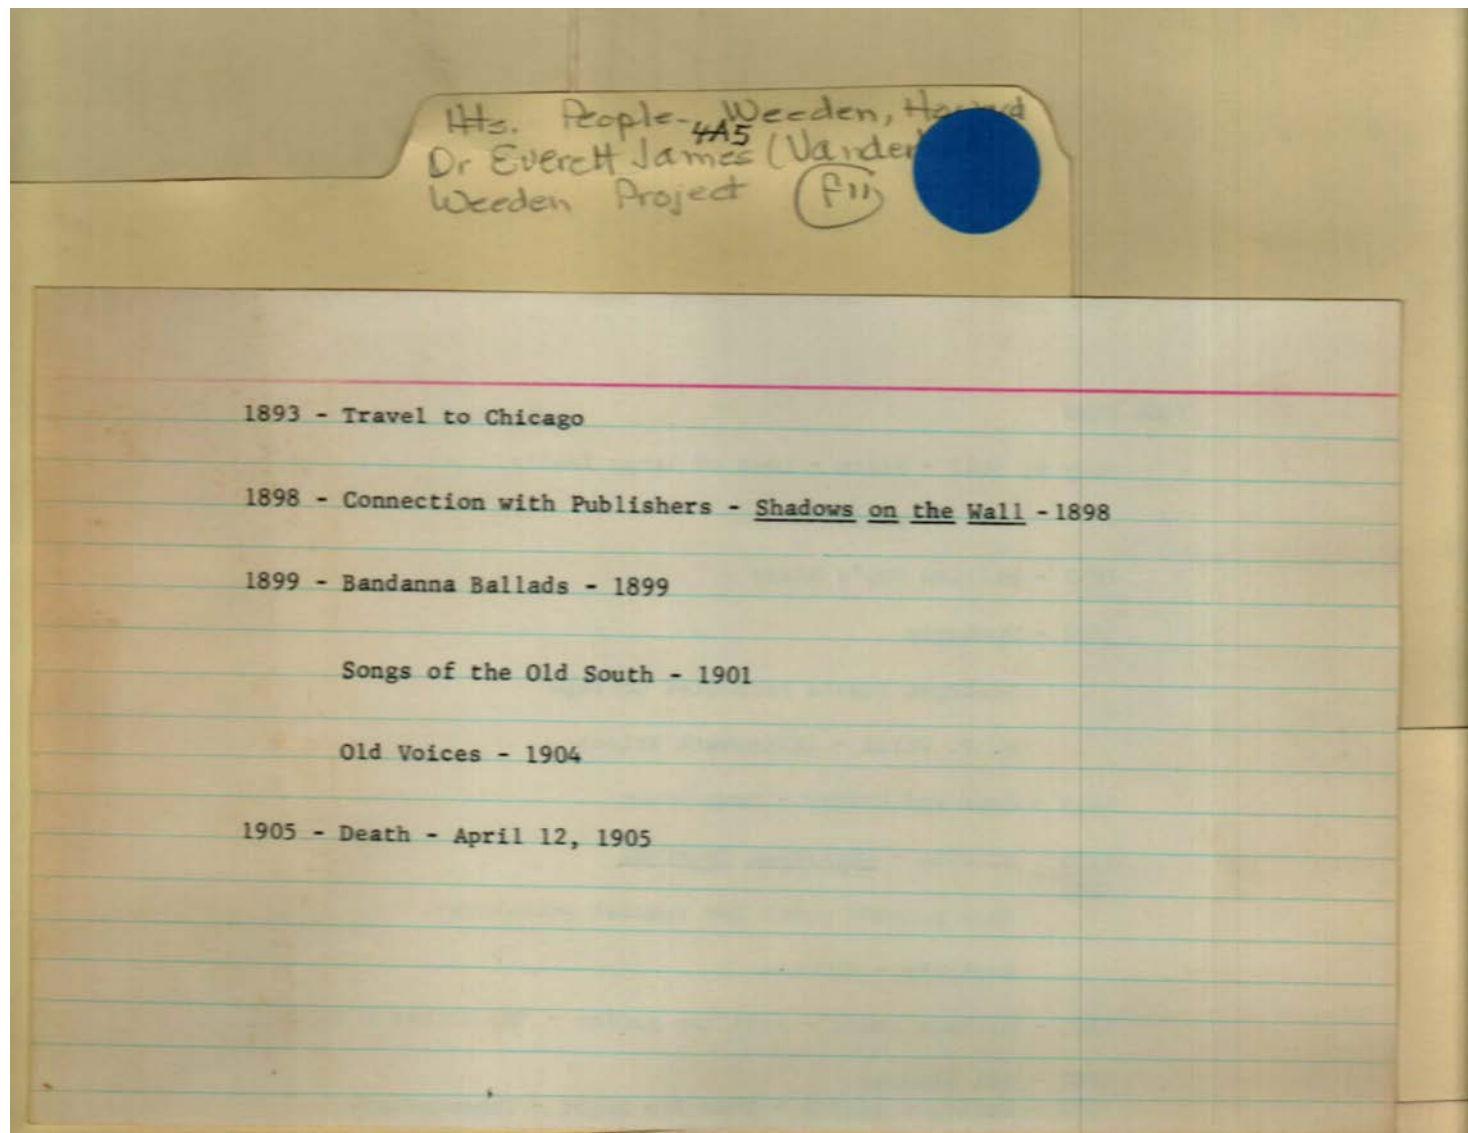 Hts. People - Weeden, Howard
4A5
Dr Everett James (Vander
Weeden Project f11
1893 - Travel to Chicago
1898 - Connection with Publishers - Shadows on the Wall - 1898
1899 - Bandanna Ballads - 1899
Songs of the Old South - 1901
Old Voices - 1904
1905 - Death - April 12, 1905